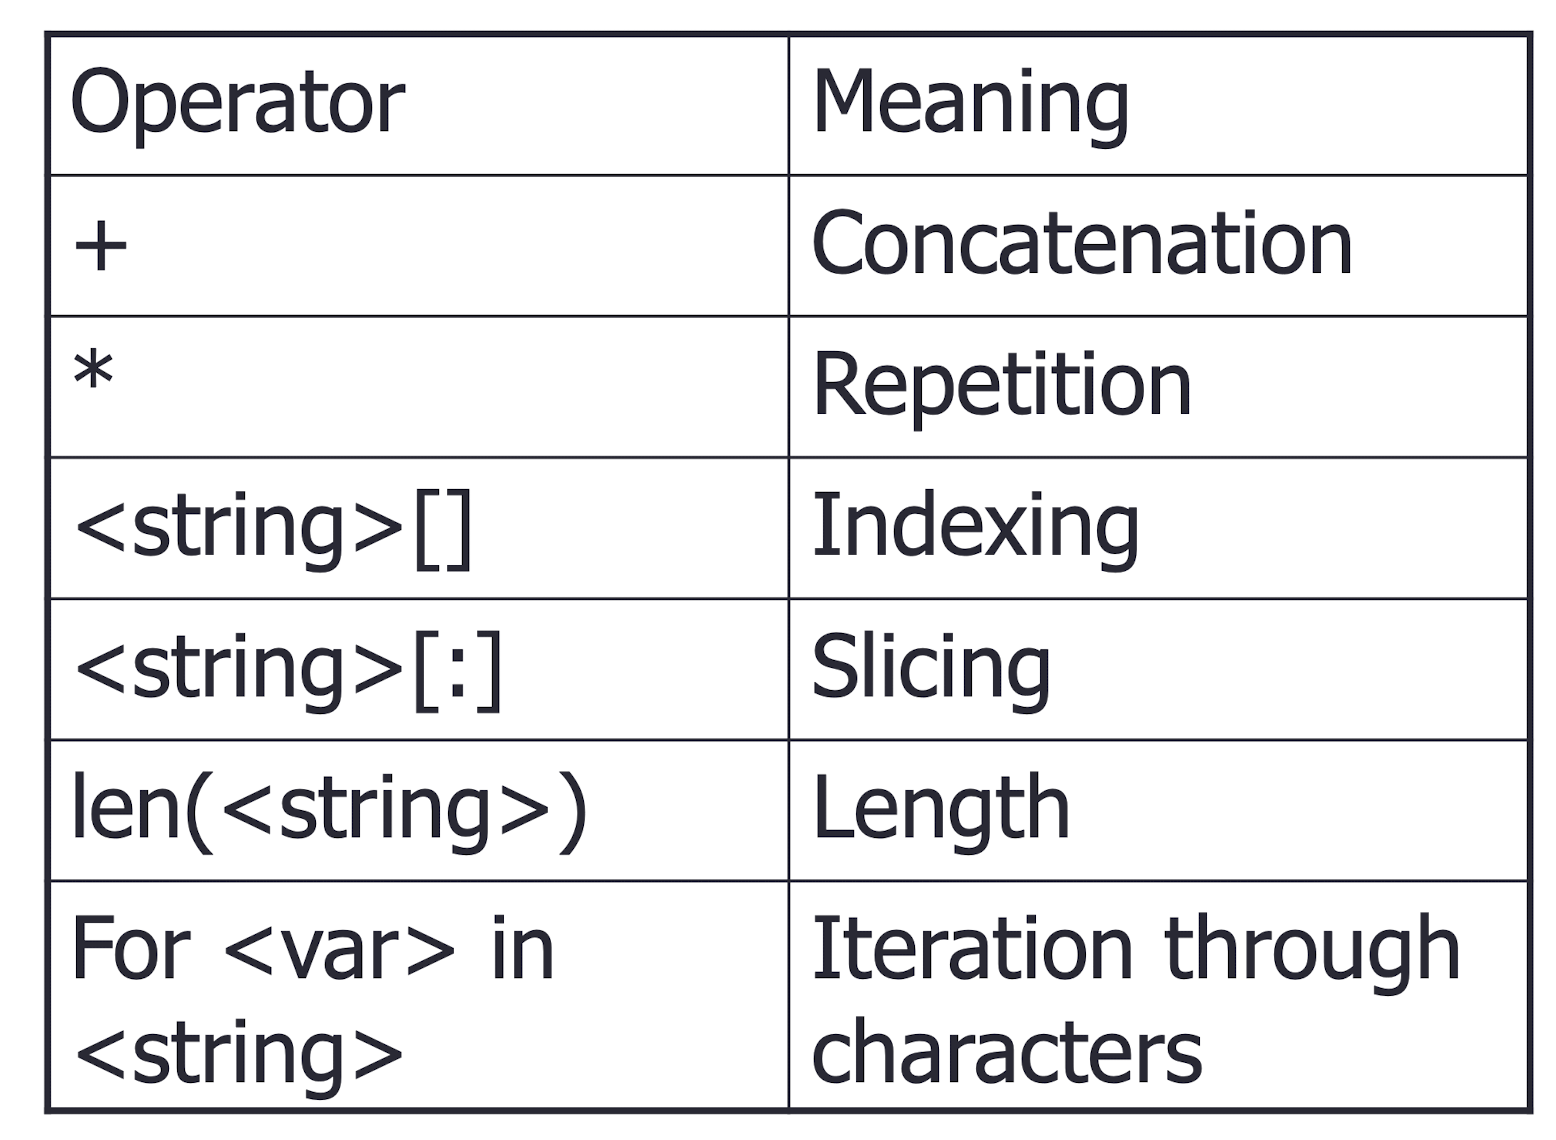 Operator Meaning
+ Concatenation
* Repetition
<string>[] Indexing
<string>[:] Slicing
len(<string>) Length
For <var> in
<string>
Iteration through
characters